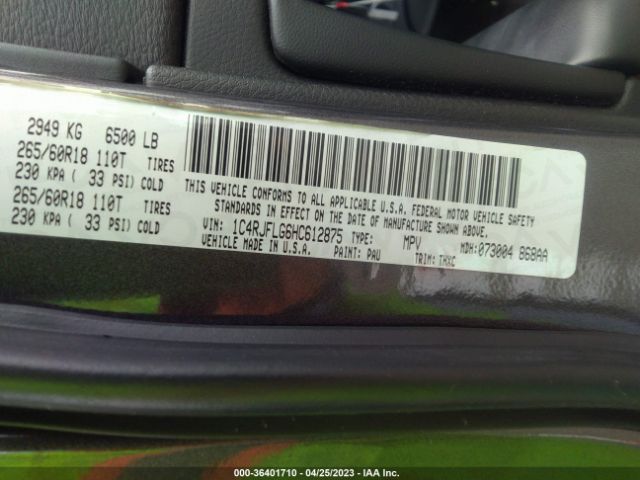 2949 KG 6500 LB
265/60R18 110T TIRES
230 KPA ( 33 PSI) COLD
265/60R18 110T TIRES
230 KPA ( 33 PSI) COLD
THIS VEHICLE CONFORMS TO ALL APPLICABLE U.S.A. FEDERAL MOTOR VEHICLE SAFETY
STANDARDS IN EFFECT ON THE DATE OF MANUFACTURE SHOWN ABOVE.
VIN: 1C4RJFLG6HC612875 TYPE: MPV MDH:073004 868AA
VEHICLE MADE IN U.S.A. PAINT: PAU TRIM: THXC
000-36401710 / 04/25/2023 / IAA Inc.